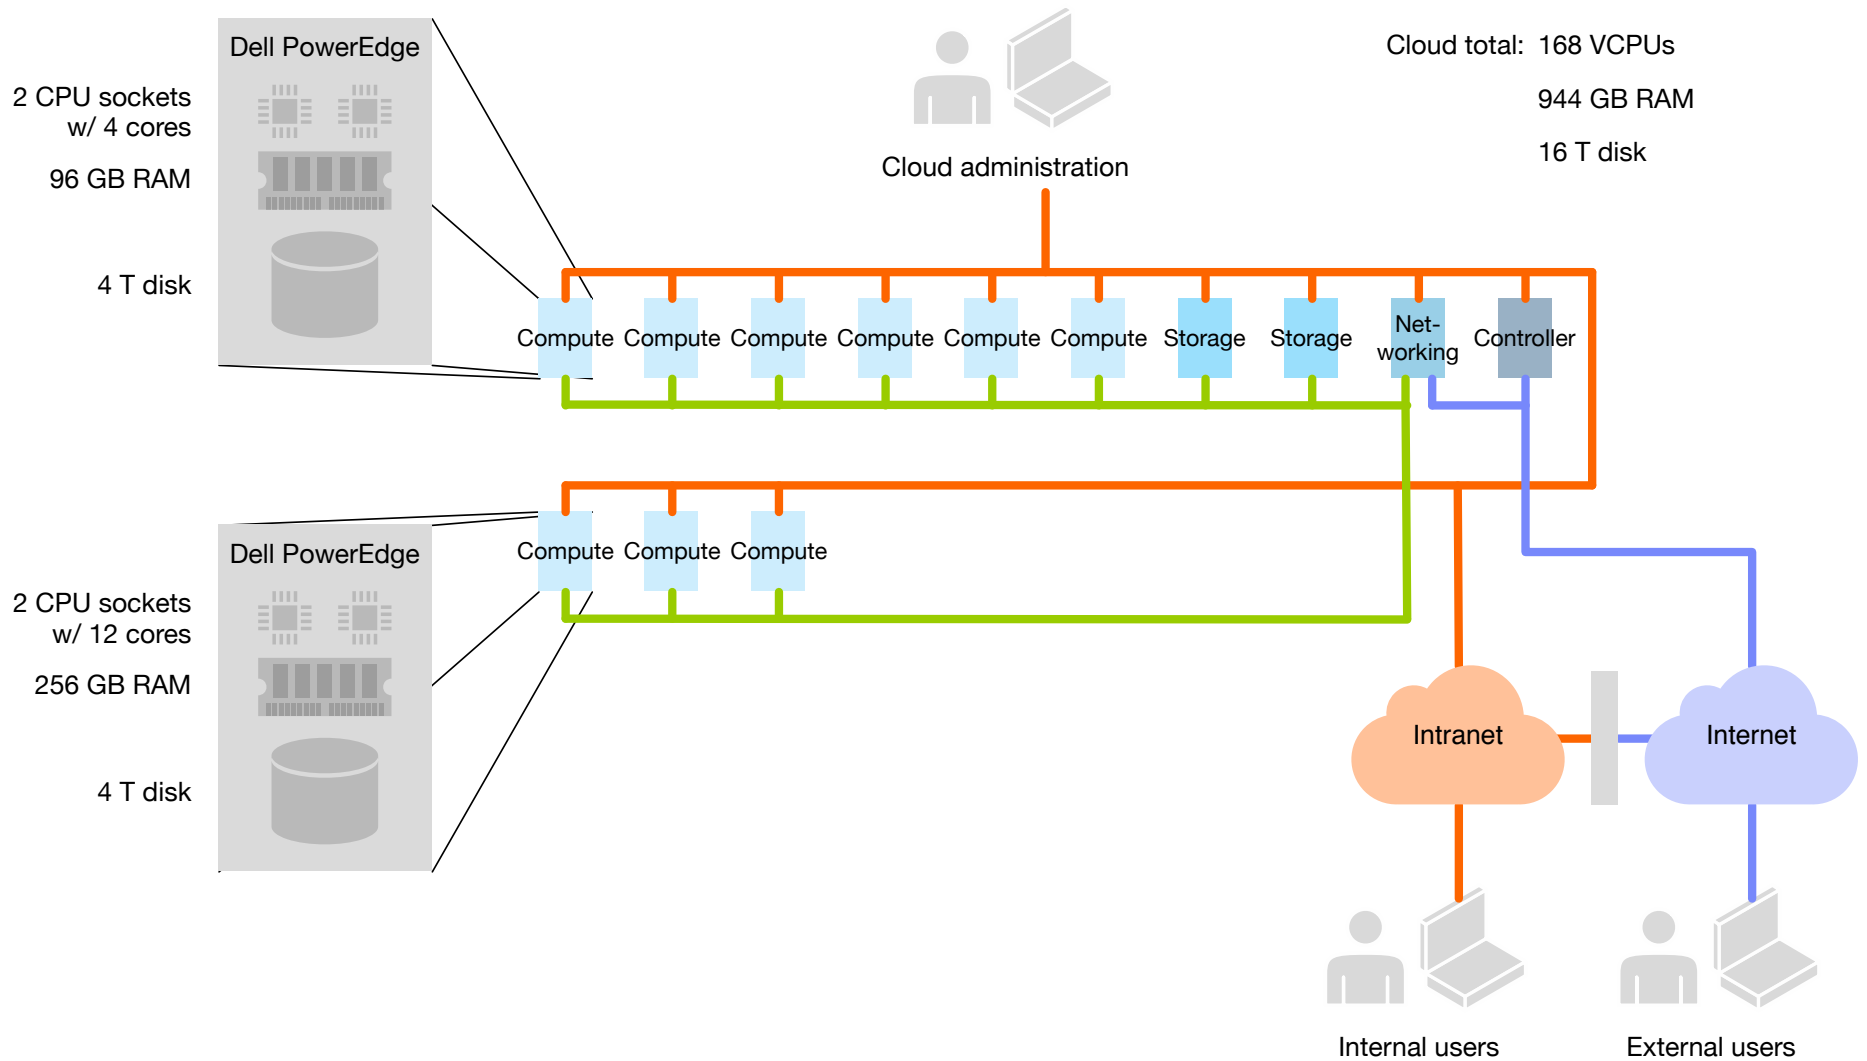 Dell PowerEdge
2 CPU sockets
w/ 4 cores
96 GB RAM
4 T disk
Cloud administration
Cloud total: 168 VCPUs
944 GB RAM
16 T disk
Compute Compute Compute Compute Compute Compute Storage Storage Net-
working Controller
Compute Compute Compute
Dell PowerEdge
2 CPU sockets
w/ 12 cores
256 GB RAM
4 T disk
Intranet
Internet
Internal users
External users